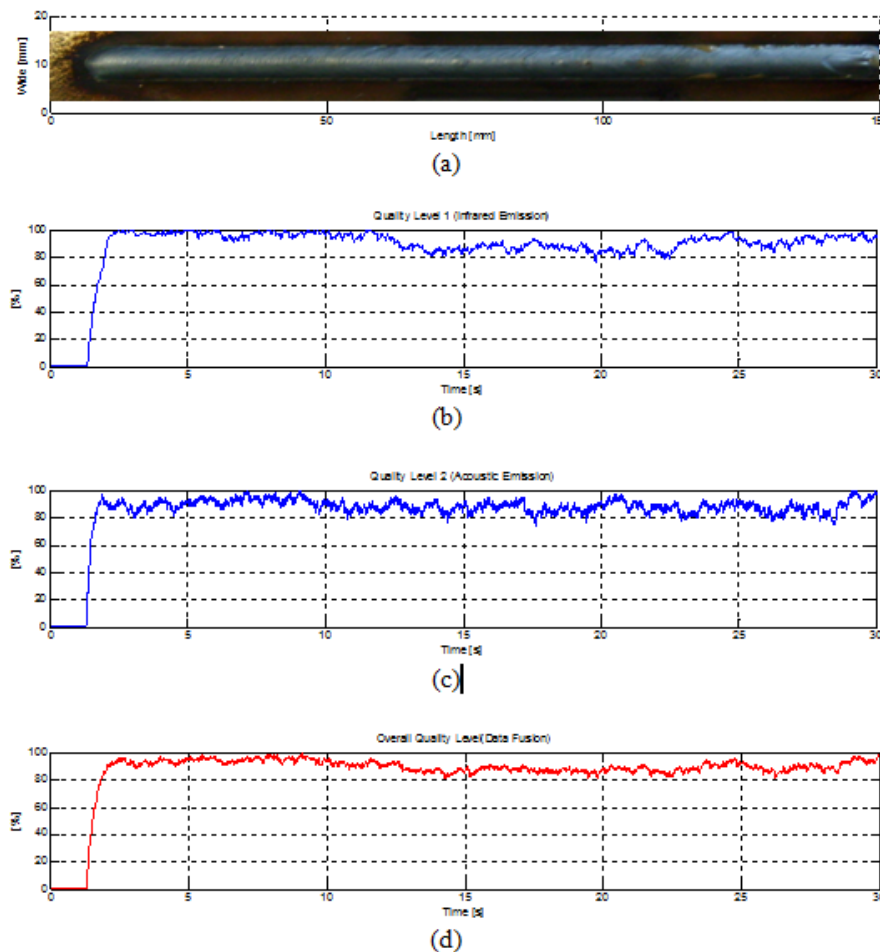 20
10
0
Wide [mm]
0 50 100 15
Length [mm]
(a)
Quality Level 1 (Infrared Emission)
100
80
60
40
20
0
[%]
0 5 10 15 20 25 30
Time [s]
(b)
Quality Level 2 (Acoustic Emission)
100
80
60
40
20
0
[%]
0 5 10 15 20 25 30
Time [s]
(c)
Overall Quality Level(Data Fusion)
100
80
60
40
20
0
[%]
0 5 10 15 20 25 30
Time [s]
(d)